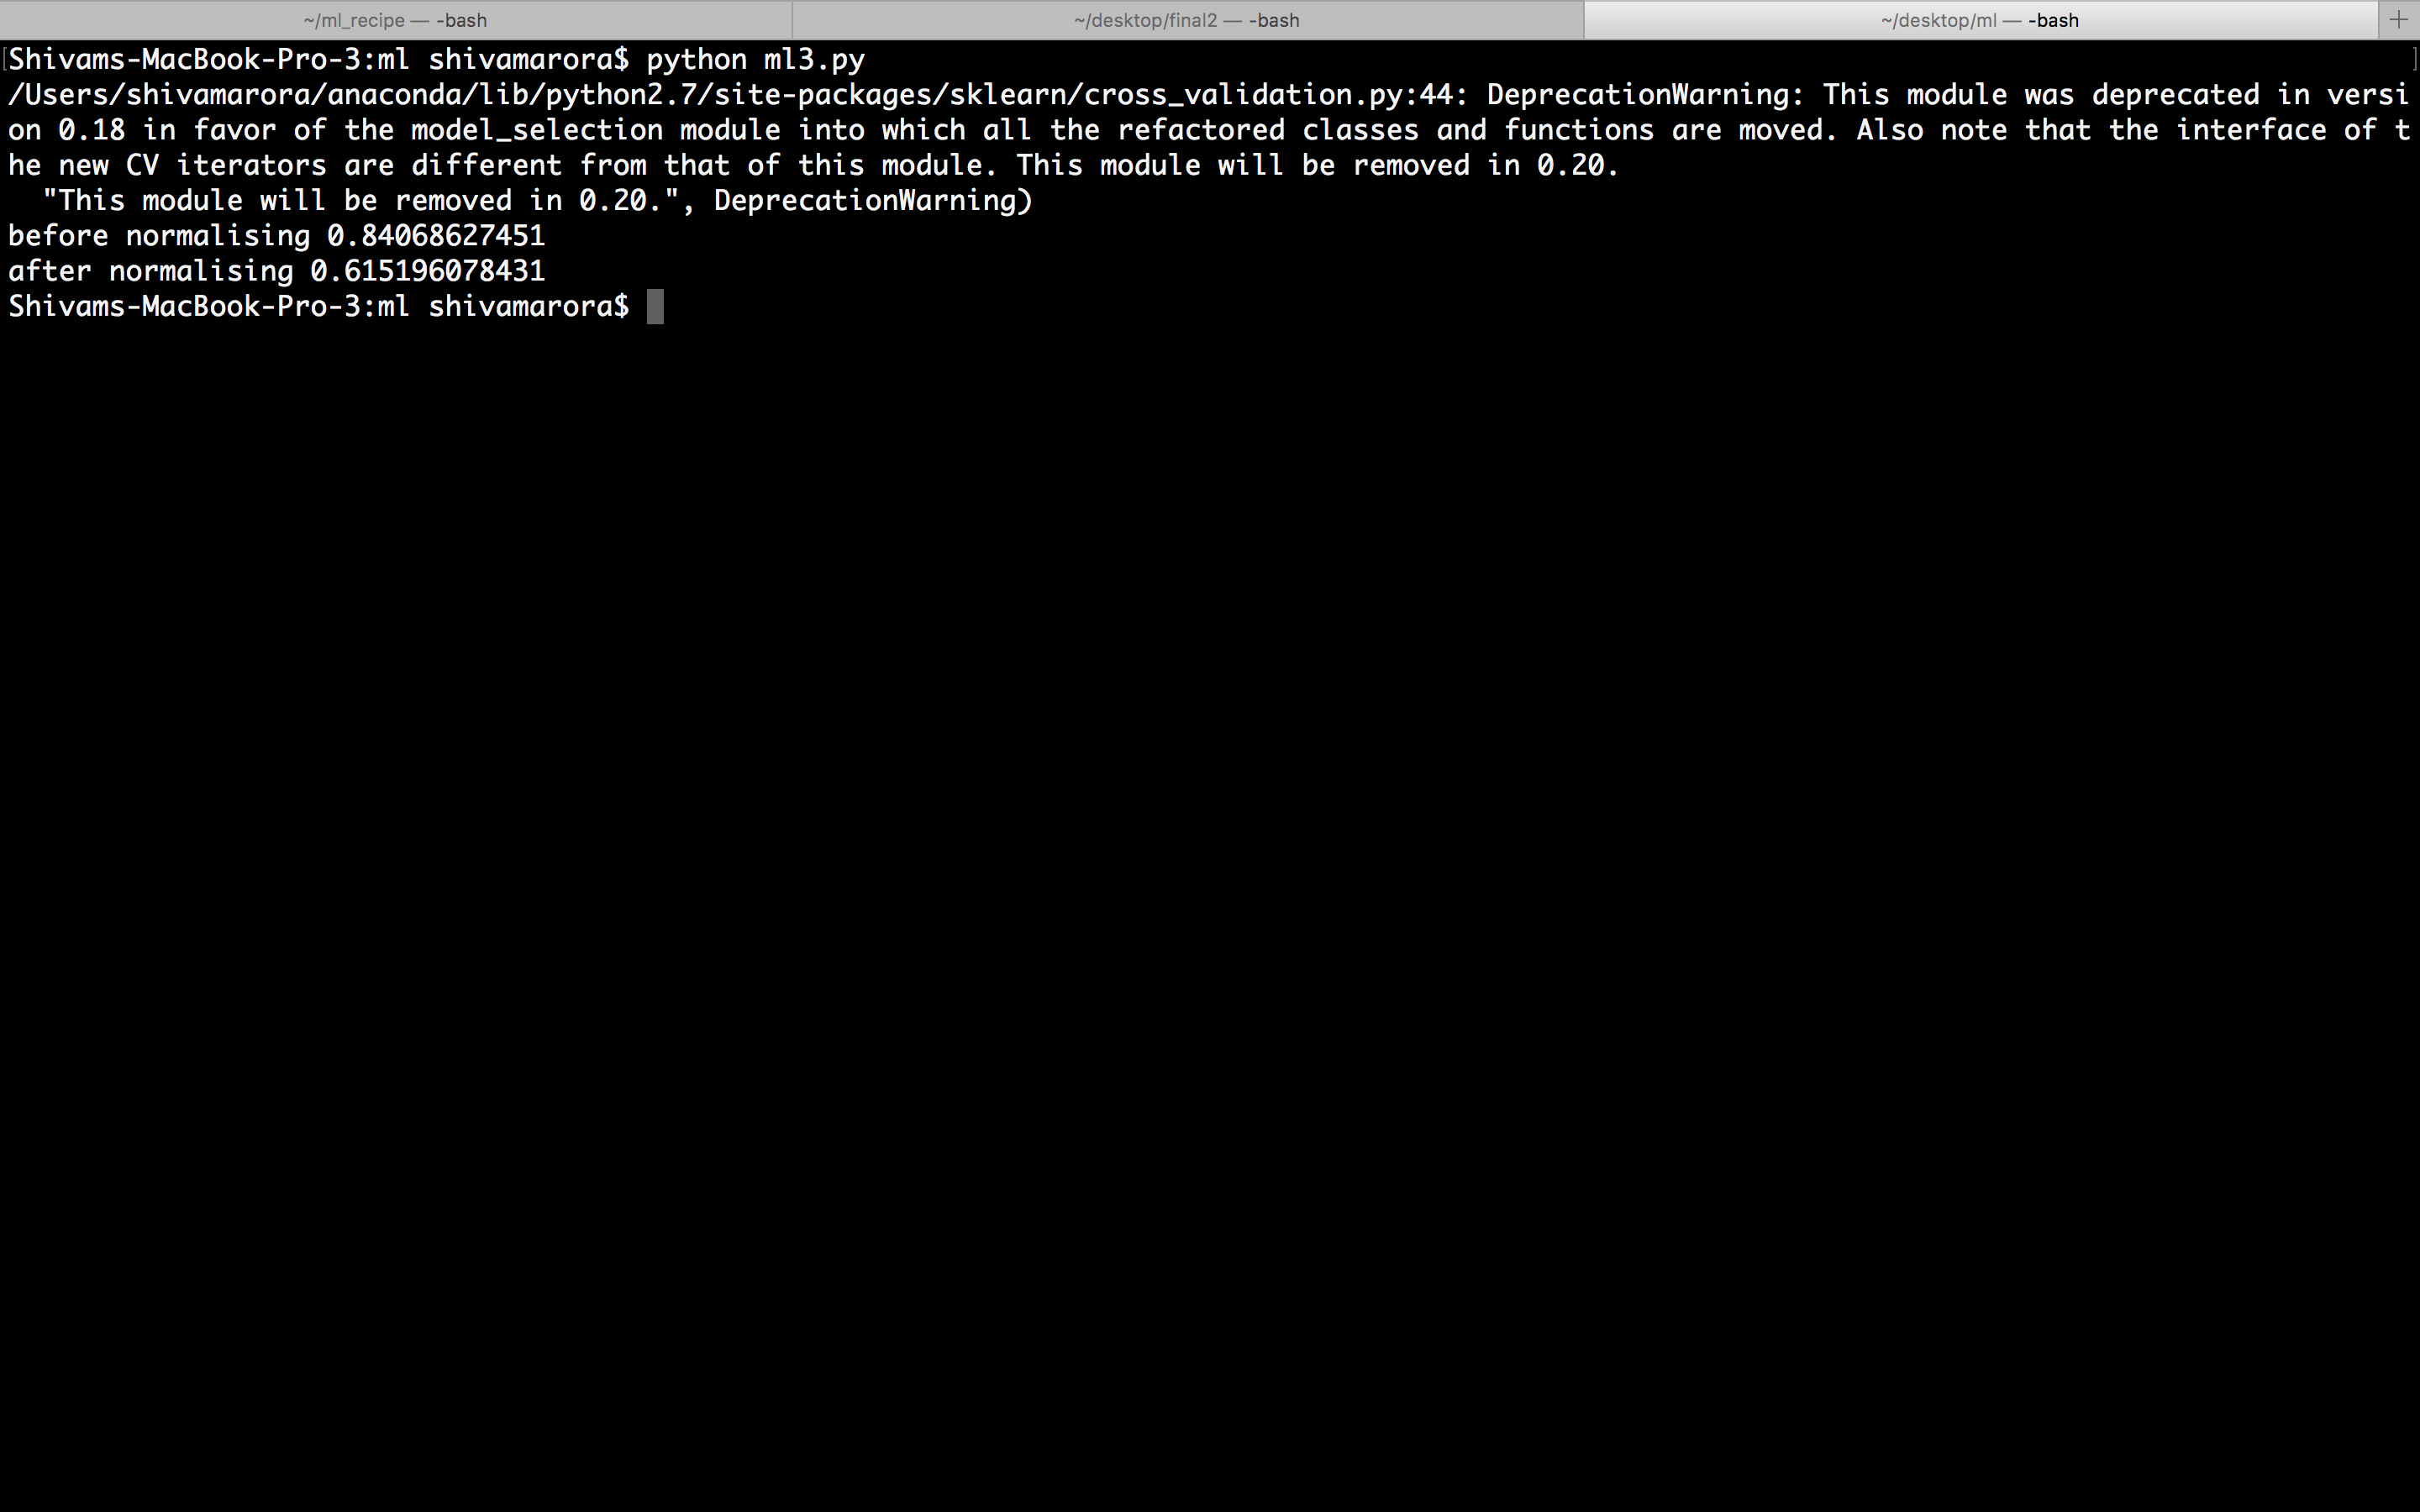 ~/ml_recipe — -bash
~/desktop/final2 — -bash
~/desktop/ml — -bash
+
[Shivams-MacBook-Pro-3:ml shivamarora$ python ml3.py ]
/Users/shivamarora/anaconda/lib/python2.7/site-packages/sklearn/cross_validation.py:44: DeprecationWarning: This module was deprecated in versi
on 0.18 in favor of the model_selection module into which all the refactored classes and functions are moved. Also note that the interface of t
he new CV iterators are different from that of this module. This module will be removed in 0.20.
  "This module will be removed in 0.20.", DeprecationWarning)
before normalising 0.84068627451
after normalising 0.615196078431
Shivams-MacBook-Pro-3:ml shivamarora$